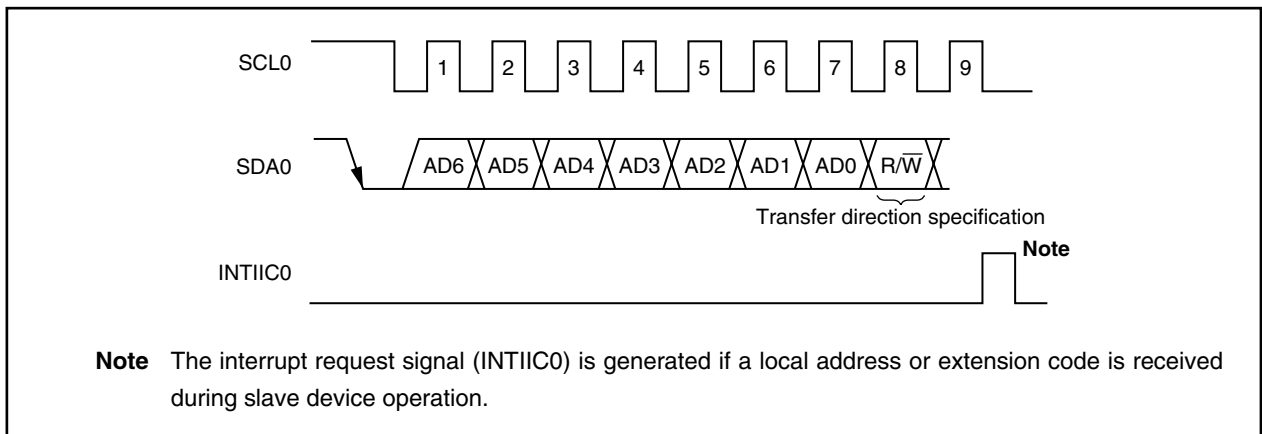 SCL0 1 2 3 4 5 6 7 8 9
SDA0 AD6 AD5 AD4 AD3 AD2 AD1 AD0 R/W̅
Transfer direction specification
Note
INTIIC0
Note The interrupt request signal (INTIIC0) is generated if a local address or extension code is received
during slave device operation.